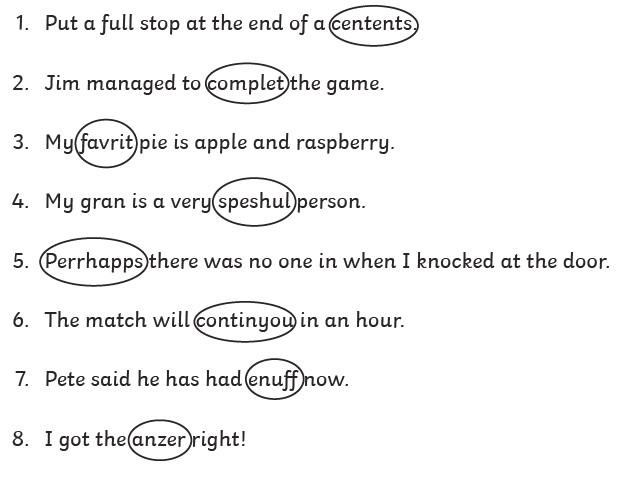 1. Put a full stop at the end of a centents.
2. Jim managed to complet the game.
3. My favrit pie is apple and raspberry.
4. My gran is a very speshul person.
5. Perrhapps there was no one in when I knocked at the door.
6. The match will continyou in an hour.
7. Pete said he has had enuff now.
8. I got the anzer right!